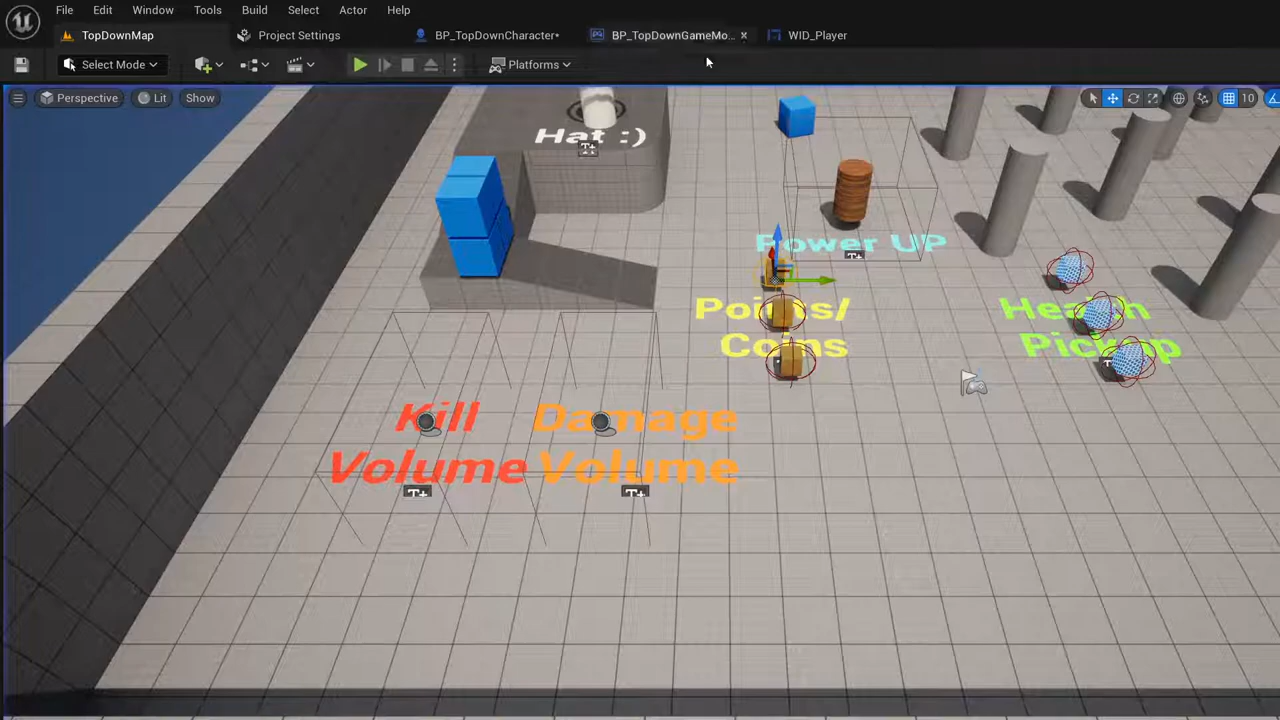 File Edit Window Tools Build Select Actor Help
TopDownMap Project Settings BP_TopDownCharacter* BP_TopDownGameMo... WID_Player
Select Mode Platforms
Perspective Lit Show 10
Hat :)
Power UP
Points/
Coins
Health
Pickup
Kill
Volume
Damage
Volume